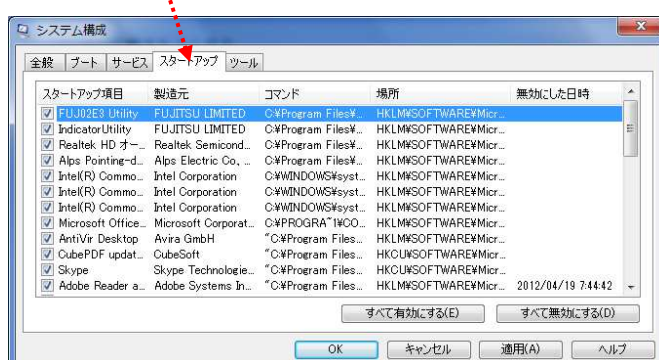 システム構成
全般 ブート サービス スタートアップ ツール
スタートアップ項目 製造元 コマンド 場所 無効にした日時
FUJ02E3 Utility FUJITSU LIMITED C:¥Program Files¥... HKLM¥SOFTWARE¥Micr...
IndicatorUtility FUJITSU LIMITED C:¥Program Files¥... HKLM¥SOFTWARE¥Micr...
Realtek HD オー... Realtek Semicond... C:¥Program Files¥... HKLM¥SOFTWARE¥Micr...
Alps Pointing-d... Alps Electric Co., ... C:¥Program Files¥... HKLM¥SOFTWARE¥Micr...
Intel(R) Commo... Intel Corporation C:¥WINDOWS¥syst... HKLM¥SOFTWARE¥Micr...
Intel(R) Commo... Intel Corporation C:¥WINDOWS¥syst... HKLM¥SOFTWARE¥Micr...
Intel(R) Commo... Intel Corporation C:¥WINDOWS¥syst... HKLM¥SOFTWARE¥Micr...
Microsoft Office... Microsoft Corporat... C:¥PROGRA~1¥CO... HKLM¥SOFTWARE¥Micr...
AntiVir Desktop Avira GmbH "C:¥Program Files... HKLM¥SOFTWARE¥Micr...
CubePDF updat... CubeSoft "C:¥Program Files... HKCU¥SOFTWARE¥Micr...
Skype Skype Technologie... "C:¥Program Files... HKCU¥SOFTWARE¥Micr...
Adobe Reader a... Adobe Systems In... "C:¥Program Files... HKLM¥SOFTWARE¥Micr... 2012/04/19 7:44:42
すべて有効にする(E) すべて無効にする(D)
OK キャンセル 適用(A) ヘルプ